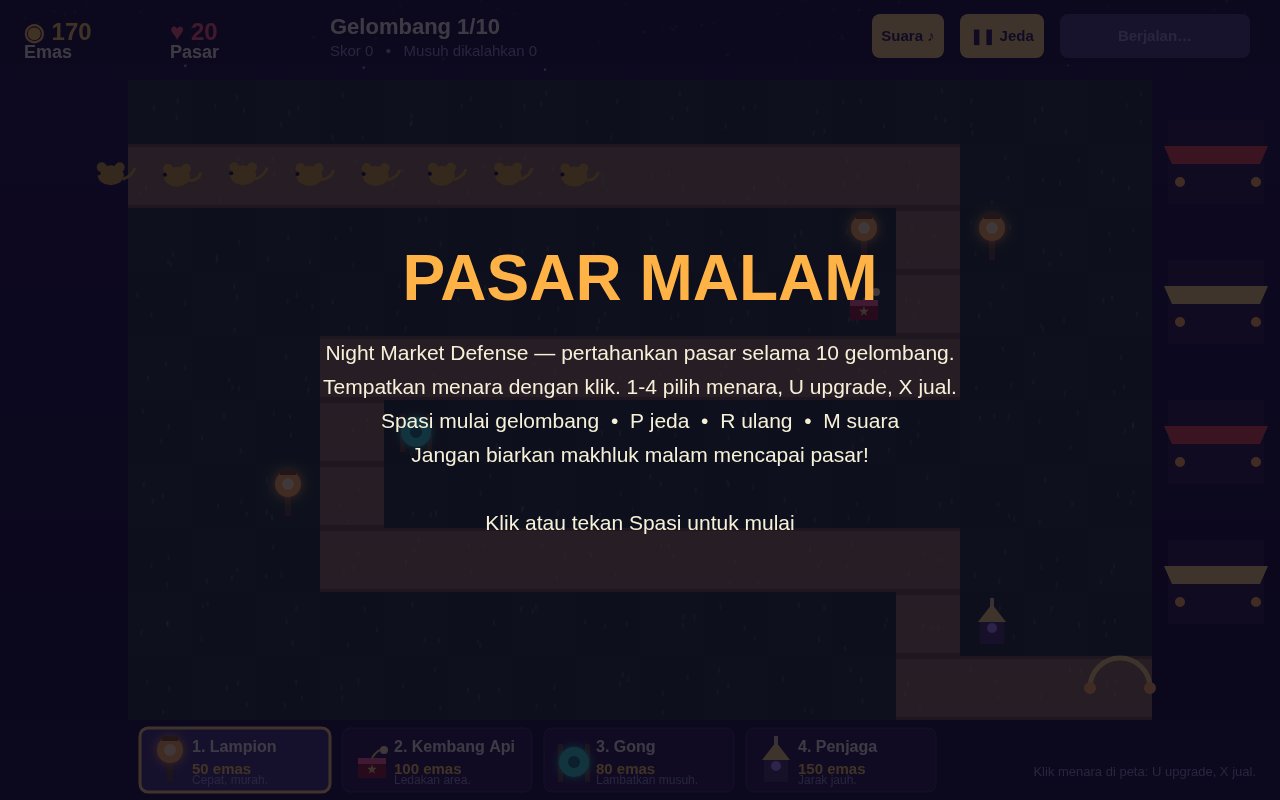 ◉ 170
Emas
♥ 20
Pasar
Gelombang 1/10
Skor 0 • Musuh dikalahkan 0
Suara ♪
❚❚ Jeda
Berjalan...
PASAR MALAM
Night Market Defense — pertahankan pasar selama 10 gelombang.
Tempatkan menara dengan klik. 1-4 pilih menara, U upgrade, X jual.
Spasi mulai gelombang • P jeda • R ulang • M suara
Jangan biarkan makhluk malam mencapai pasar!
Klik atau tekan Spasi untuk mulai
1. Lampion
50 emas
Cepat, murah.
2. Kembang Api
100 emas
Ledakan area.
3. Gong
80 emas
Lambatkan musuh.
4. Penjaga
150 emas
Jarak jauh.
Klik menara di peta: U upgrade, X jual.